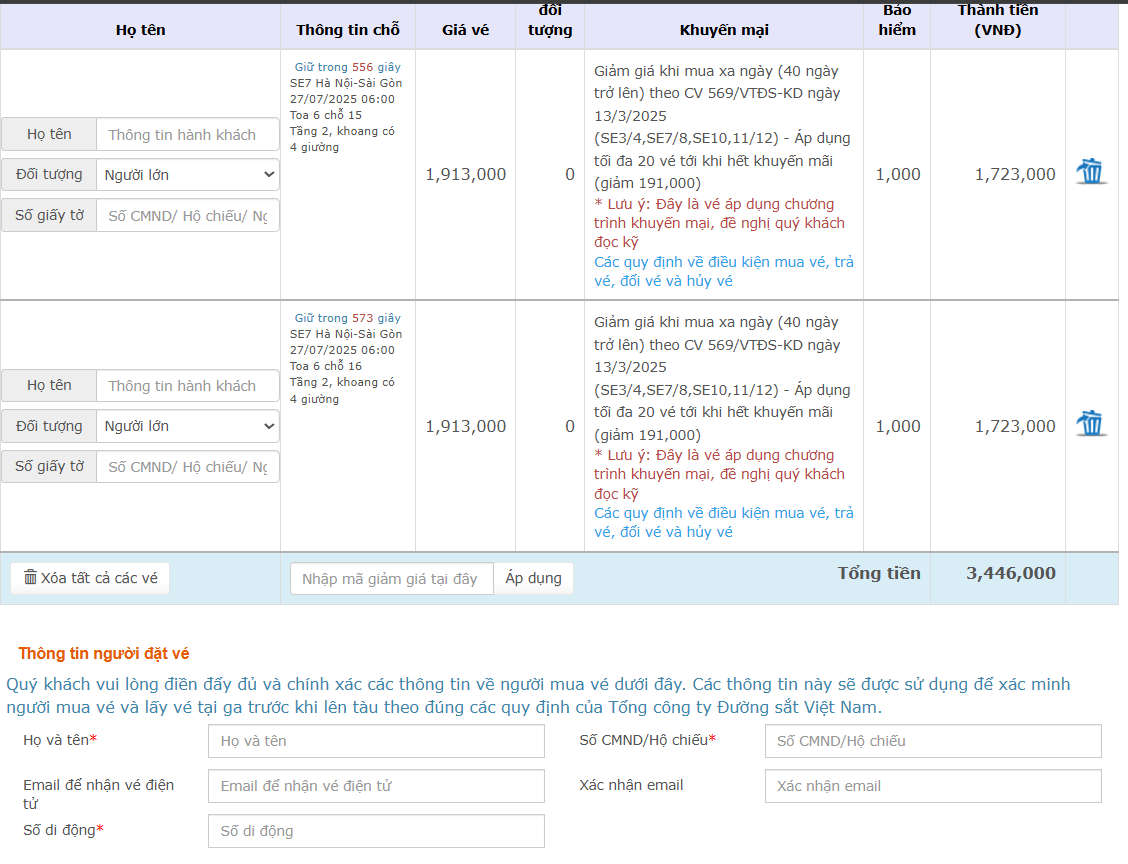 Họ tên
Thông tin chỗ
Giá vé
đối
tượng
Khuyến mại
Bảo
hiểm
Thành tiền
(VNĐ)
Họ tên
Thông tin hành khách
Đối tượng
Người lớn
Số giấy tờ
Số CMND/ Hộ chiếu/ Ng
Giữ trong 556 giây
SE7 Hà Nội-Sài Gòn
27/07/2025 06:00
Toa 6 chỗ 15
Tầng 2, khoang có
4 giường
1,913,000
0
Giảm giá khi mua xa ngày (40 ngày
trở lên) theo CV 569/VTĐS-KD ngày
13/3/2025
(SE3/4,SE7/8,SE10,11/12) - Áp dụng
tối đa 20 vé tới khi hết khuyến mãi
(giảm 191,000)
* Lưu ý: Đây là vé áp dụng chương
trình khuyến mại, đề nghị quý khách
đọc kỹ
Các quy định về điều kiện mua vé, trả
vé, đổi vé và hủy vé
1,000
1,723,000
Họ tên
Thông tin hành khách
Đối tượng
Người lớn
Số giấy tờ
Số CMND/ Hộ chiếu/ Ng
Giữ trong 573 giây
SE7 Hà Nội-Sài Gòn
27/07/2025 06:00
Toa 6 chỗ 16
Tầng 2, khoang có
4 giường
1,913,000
0
Giảm giá khi mua xa ngày (40 ngày
trở lên) theo CV 569/VTĐS-KD ngày
13/3/2025
(SE3/4,SE7/8,SE10,11/12) - Áp dụng
tối đa 20 vé tới khi hết khuyến mãi
(giảm 191,000)
* Lưu ý: Đây là vé áp dụng chương
trình khuyến mại, đề nghị quý khách
đọc kỹ
Các quy định về điều kiện mua vé, trả
vé, đổi vé và hủy vé
1,000
1,723,000
Xóa tất cả các vé
Nhập mã giảm giá tại đây
Áp dụng
Tổng tiền
3,446,000
Thông tin người đặt vé
Quý khách vui lòng điền đẩy đủ và chính xác các thông tin về người mua vé dưới đây. Các thông tin này sẽ được sử dụng để xác minh
người mua vé và lấy vé tại ga trước khi lên tàu theo đúng các quy định của Tổng công ty Đường sắt Việt Nam.
Họ và tên*
Họ và tên
Số CMND/Hộ chiếu*
Số CMND/Hộ chiếu
Email để nhận vé điện
tử
Email để nhận vé điện tử
Xác nhận email
Xác nhận email
Số di động*
Số di động